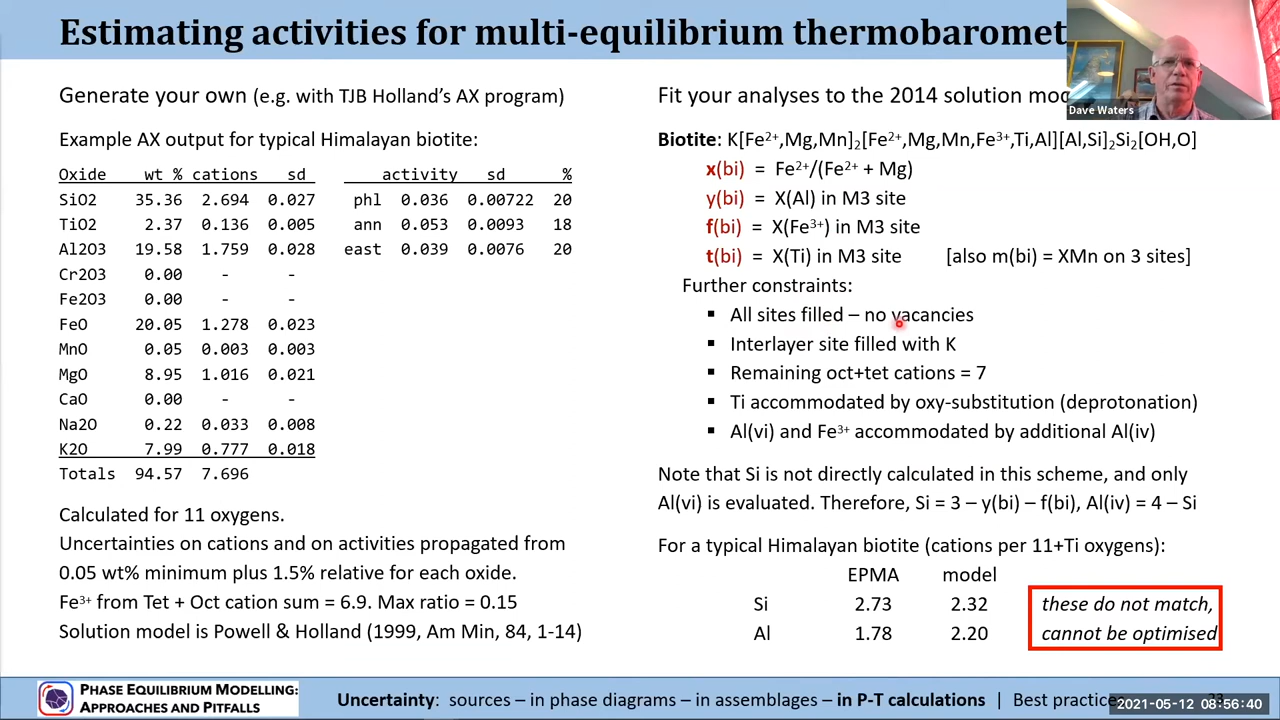 Estimating activities for multi-equilibrium thermobaromet
Dave Waters
Generate your own (e.g. with TJB Holland's AX program)
Example AX output for typical Himalayan biotite:
Oxide wt % cations sd activity sd %
SiO2 35.36 2.694 0.027 phl 0.036 0.00722 20
TiO2 2.37 0.136 0.005 ann 0.053 0.0093 18
Al2O3 19.58 1.759 0.028 east 0.039 0.0076 20
Cr2O3 0.00 - -
Fe2O3 0.00 - -
FeO 20.05 1.278 0.023
MnO 0.05 0.003 0.003
MgO 8.95 1.016 0.021
CaO 0.00 - -
Na2O 0.22 0.033 0.008
K2O 7.99 0.777 0.018
Totals 94.57 7.696
Calculated for 11 oxygens.
Uncertainties on cations and on activities propagated from
0.05 wt% minimum plus 1.5% relative for each oxide.
Fe³⁺ from Tet + Oct cation sum = 6.9. Max ratio = 0.15
Solution model is Powell & Holland (1999, Am Min, 84, 1-14)
Fit your analyses to the 2014 solution mod
Biotite: K[Fe²⁺,Mg,Mn]₂[Fe²⁺,Mg,Mn,Fe³⁺,Ti,Al][Al,Si]₂Si₂[OH,O]
x(bi) = Fe²⁺/(Fe²⁺ + Mg)
y(bi) = X(Al) in M3 site
f(bi) = X(Fe³⁺) in M3 site
t(bi) = X(Ti) in M3 site [also m(bi) = XMn on 3 sites]
Further constraints:
▪ All sites filled – no vacancies
▪ Interlayer site filled with K
▪ Remaining oct+tet cations = 7
▪ Ti accommodated by oxy-substitution (deprotonation)
▪ Al(vi) and Fe³⁺ accommodated by additional Al(iv)
Note that Si is not directly calculated in this scheme, and only
Al(vi) is evaluated. Therefore, Si = 3 – y(bi) – f(bi), Al(iv) = 4 – Si
For a typical Himalayan biotite (cations per 11+Ti oxygens):
EPMA model
Si 2.73 2.32
Al 1.78 2.20
these do not match,
cannot be optimised
PHASE EQUILIBRIUM MODELLING:
APPROACHES AND PITFALLS
Uncertainty: sources – in phase diagrams – in assemblages – in P-T calculations | Best practice
2021-05-12 08:56:40